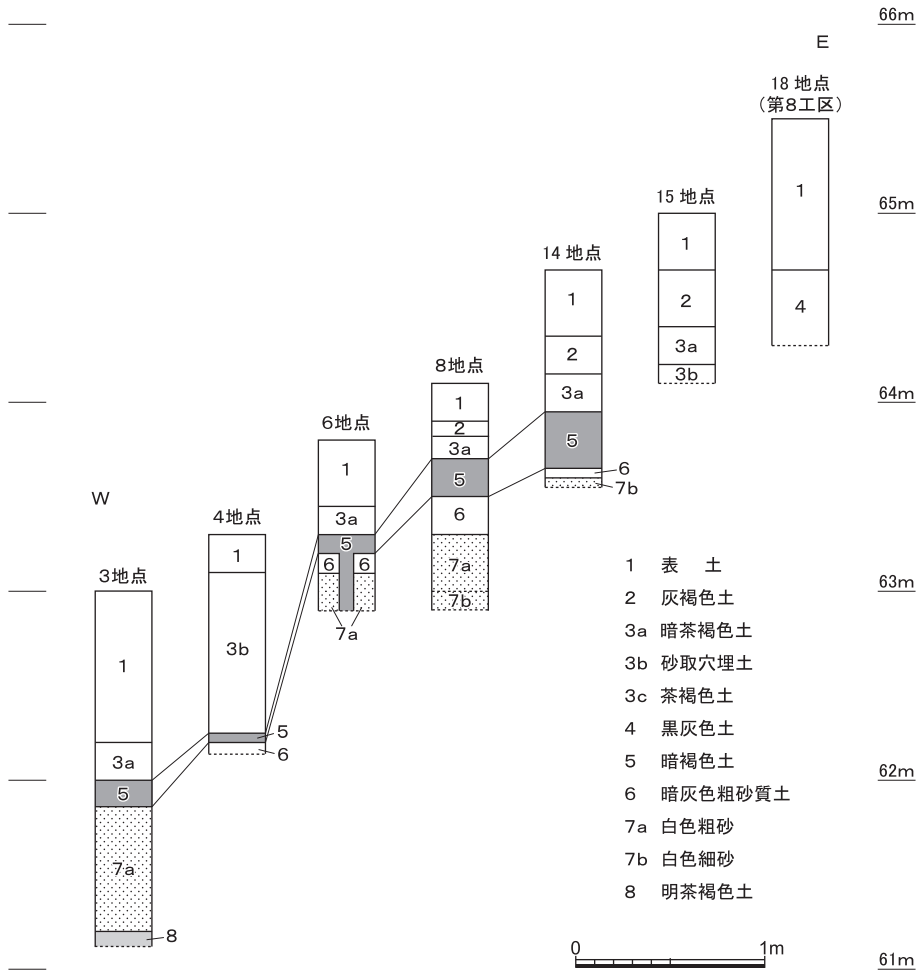 66m
E
18地点
(第8工区)
1
4
15地点
65m
1
2
3a
3b
14地点
1
2
3a
5
6
7b
8地点
64m
1
2
3a
5
6
7a
7b
6地点
1
3a
5
6 6
7a
W
4地点
1
3b
5
6
3地点
63m
1
3a
5
7a
8
62m
1 表 土
2 灰褐色土
3a 暗茶褐色土
3b 砂取穴埋土
3c 茶褐色土
4 黒灰色土
5 暗褐色土
6 暗灰色粗砂質土
7a 白色粗砂
7b 白色細砂
8 明茶褐色土
0 1m
61m